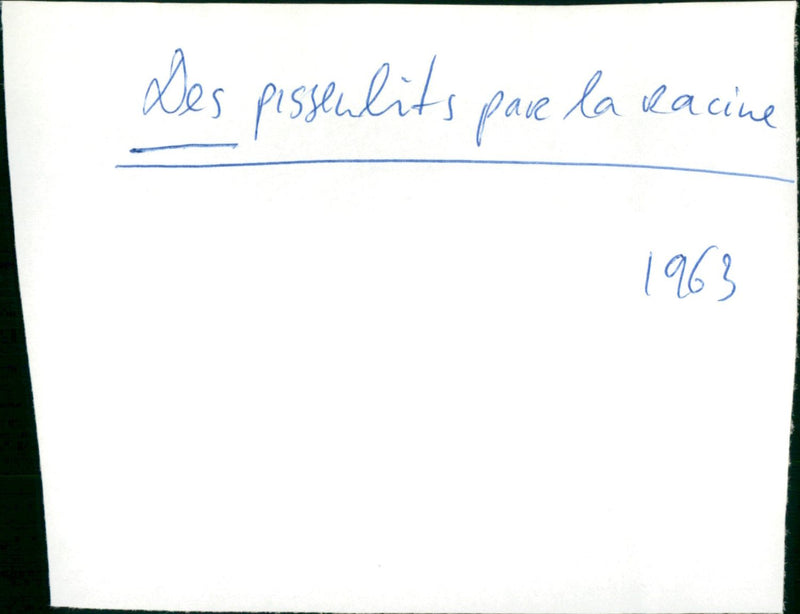 Des pissenlits par la racine
1963